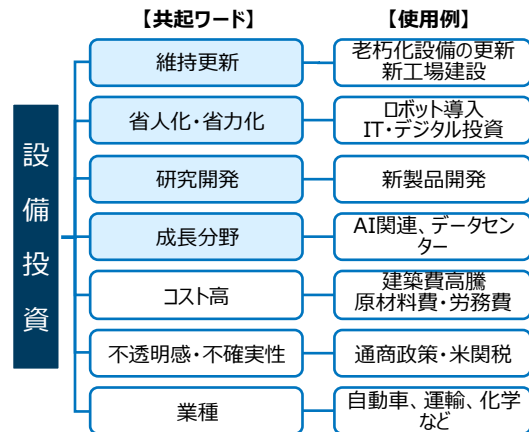 【共起ワード】
【使用例】
設備投資
維持更新
老朽化設備の更新
新工場建設
省人化・省力化
ロボット導入
IT・デジタル投資
研究開発
新製品開発
成長分野
AI関連、データセン
ター
コスト高
建築費高騰
原材料費・労務費
不透明感・不確実性
通商政策・米関税
業種
自動車、運輸、化学
など